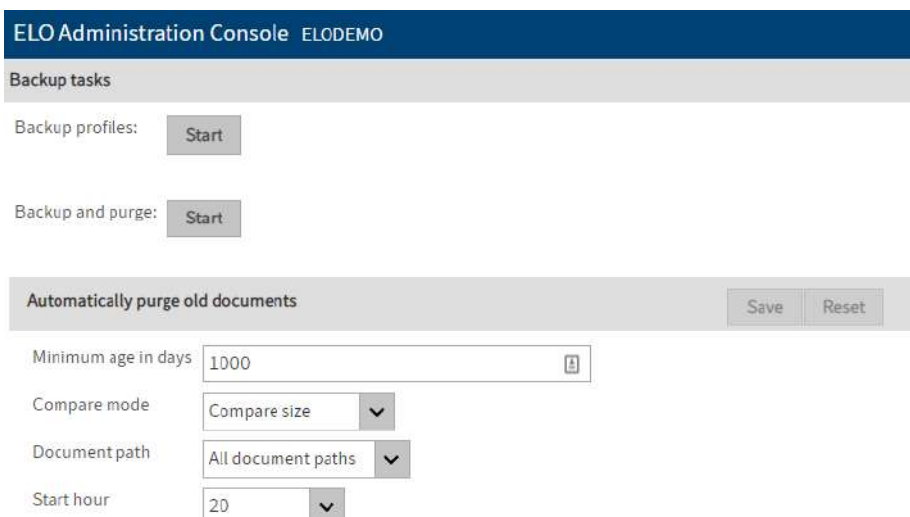 ELO Administration Console ELODEMO
Backup tasks
Backup profiles: Start
Backup and purge: Start
Automatically purge old documents Save Reset
Minimum age in days 1000
Compare mode Compare size
Document path All document paths
Start hour 20